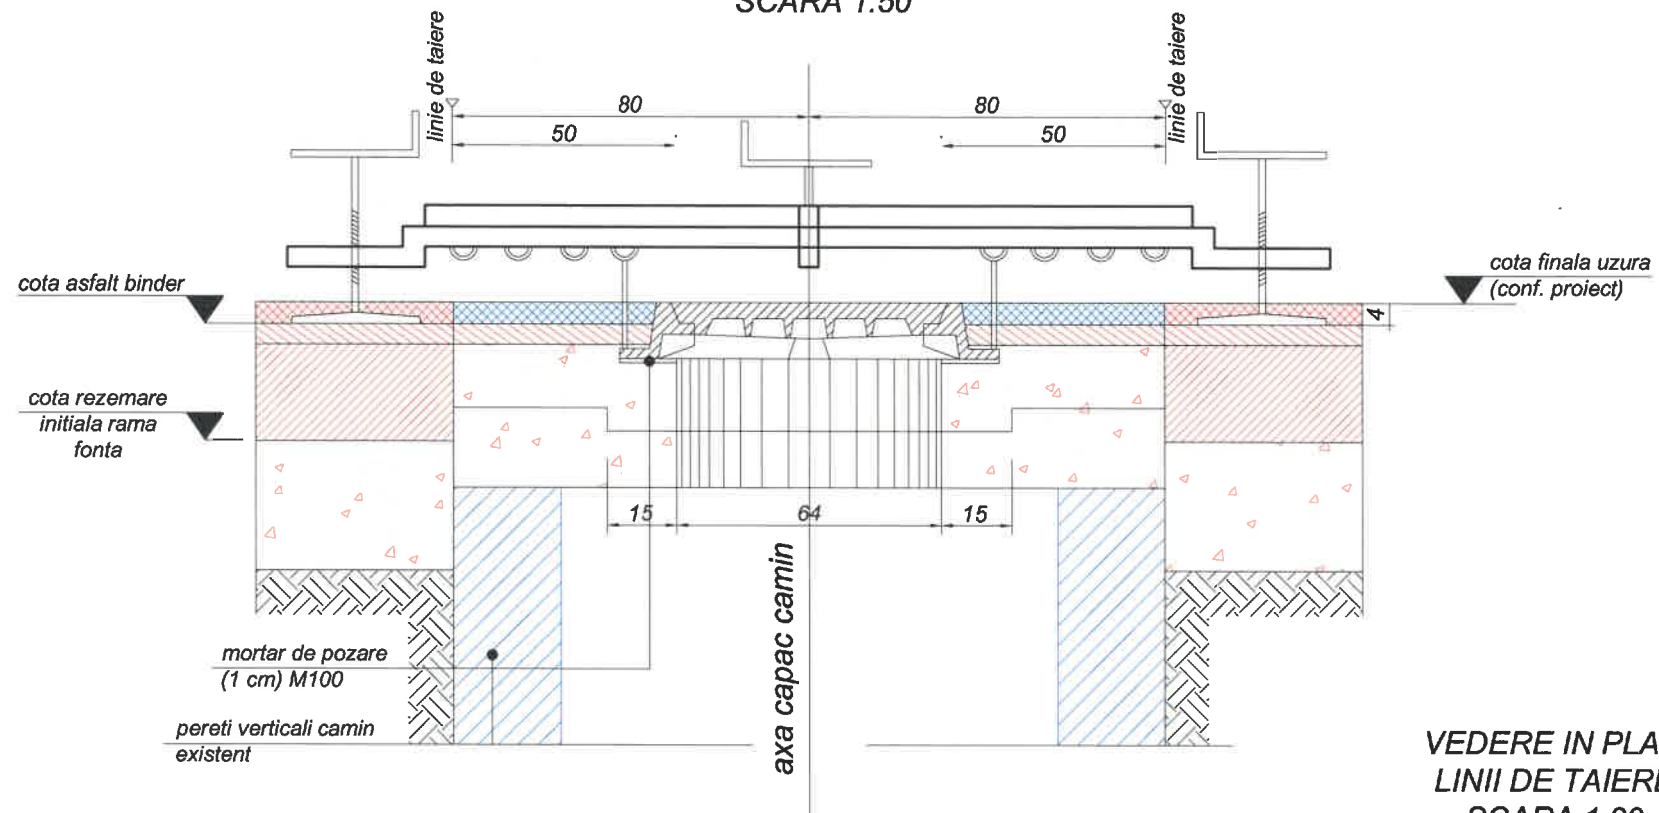 SCARA 1:50
linie de taiere
linie de taiere
80
80
50
50
cota asfalt binder
cota finala uzura
(conf. proiect)
4
cota rezemare
initiala rama
fonta
15
64
15
axa capac camin
mortar de pozare
(1 cm) M100
pereti verticali camin
existent
VEDERE IN PLA
LINII DE TAIERE